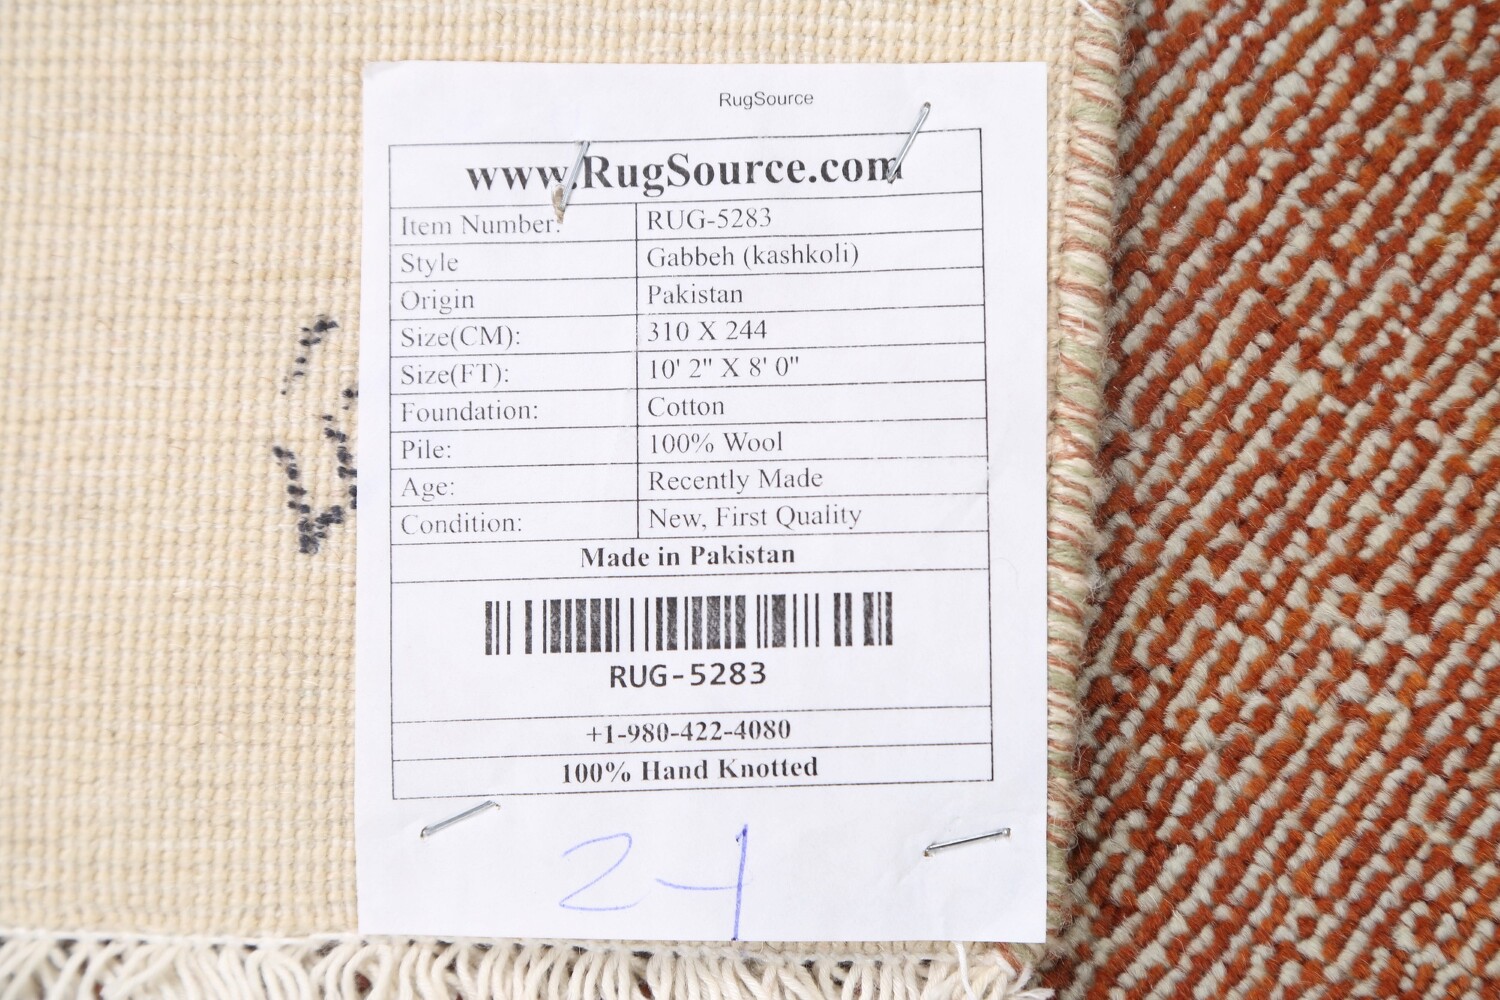 RugSource
www.RugSource.com
Item Number: RUG-5283
Style Gabbeh (kashkoli)
Origin Pakistan
Size(CM): 310 X 244
Size(FT): 10' 2" X 8' 0"
Foundation: Cotton
Pile: 100% Wool
Age: Recently Made
Condition: New, First Quality
Made in Pakistan
RUG-5283
+1-980-422-4080
100% Hand Knotted
2-1